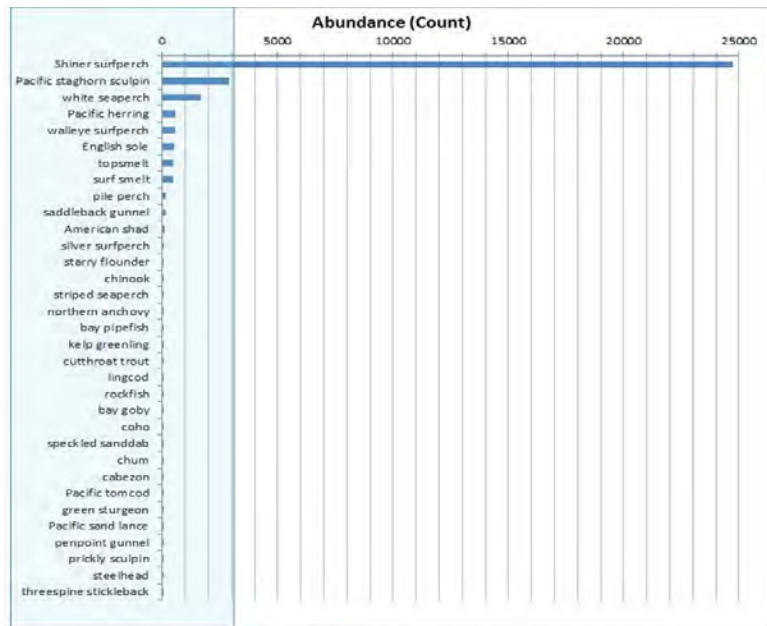 Abundance (Count)
0 5000 10000 15000 20000 25000
Shiner surfperch
Pacific staghorn sculpin
white seaperch
Pacific herring
walleye surfperch
English sole
topsmelt
surf smelt
pile perch
saddleback gunnel
American shad
silver surfperch
starry flounder
chinook
striped seaperch
northern anchovy
bay pipefish
kelp greenling
cutthroat trout
lingcod
rockfish
bay goby
coho
speckled sanddab
chum
cabezon
Pacific tomcod
green sturgeon
Pacific sand lance
penpoint gunnel
prickly sculpin
steelhead
threespine stickleback